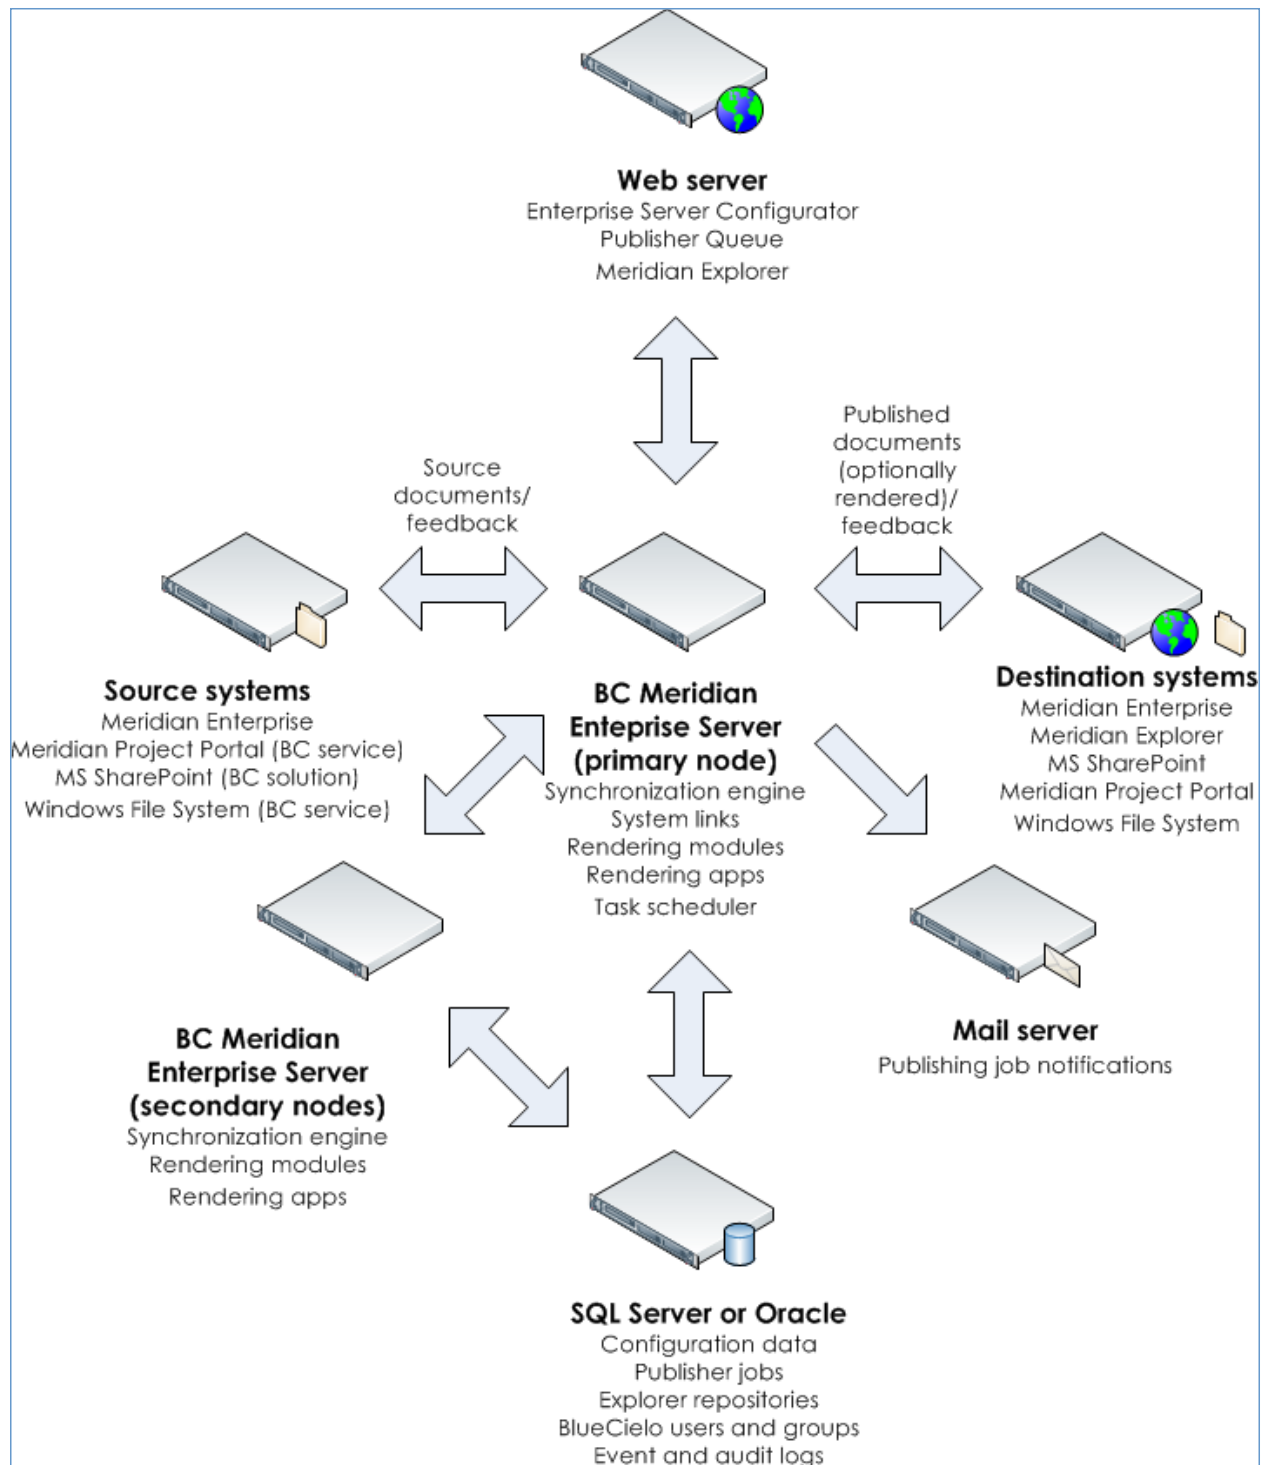 Web server
Enterprise Server Configurator
Publisher Queue
Meridian Explorer
Source
documents/
feedback
Published
documents
(optionally
rendered)/
feedback
Source systems
Meridian Enterprise
Meridian Project Portal (BC service)
MS SharePoint (BC solution)
Windows File System (BC service)
BC Meridian
Enteprise Server
(primary node)
Synchronization engine
System links
Rendering modules
Rendering apps
Task scheduler
Destination systems
Meridian Enterprise
Meridian Explorer
MS SharePoint
Meridian Project Portal
Windows File System
BC Meridian
Enterprise Server
(secondary nodes)
Synchronization engine
Rendering modules
Rendering apps
Mail server
Publishing job notifications
SQL Server or Oracle
Configuration data
Publisher jobs
Explorer repositories
BlueCielo users and groups
Event and audit logs